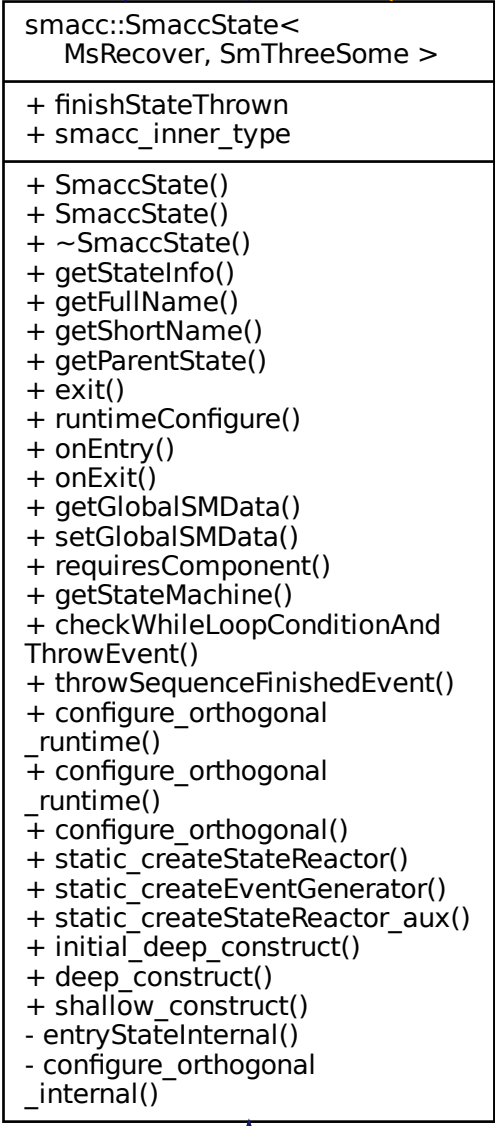 smacc::SmaccState<
MsRecover, SmThreeSome >
+ finishStateThrown
+ smacc_inner_type
+ SmaccState()
+ SmaccState()
+ ~SmaccState()
+ getStateInfo()
+ getFullName()
+ getShortName()
+ getParentState()
+ exit()
+ runtimeConfigure()
+ onEntry()
+ onExit()
+ getGlobalSMData()
+ setGlobalSMData()
+ requiresComponent()
+ getStateMachine()
+ checkWhileLoopConditionAnd
ThrowEvent()
+ throwSequenceFinishedEvent()
+ configure_orthogonal
_runtime()
+ configure_orthogonal
_runtime()
+ configure_orthogonal()
+ static_createStateReactor()
+ static_createEventGenerator()
+ static_createStateReactor_aux()
+ initial_deep_construct()
+ deep_construct()
+ shallow_construct()
- entryStateInternal()
- configure_orthogonal
_internal()